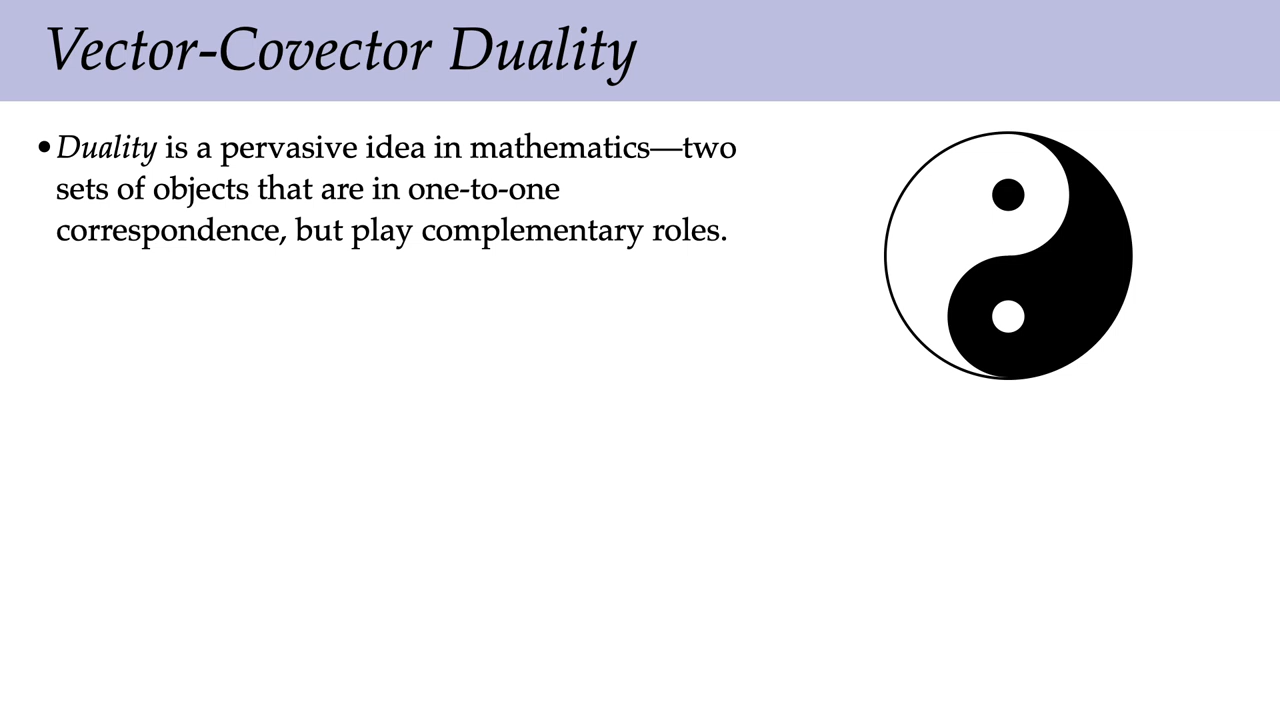 Vector-Covector Duality
•Duality is a pervasive idea in mathematics—two
sets of objects that are in one-to-one
correspondence, but play complementary roles.